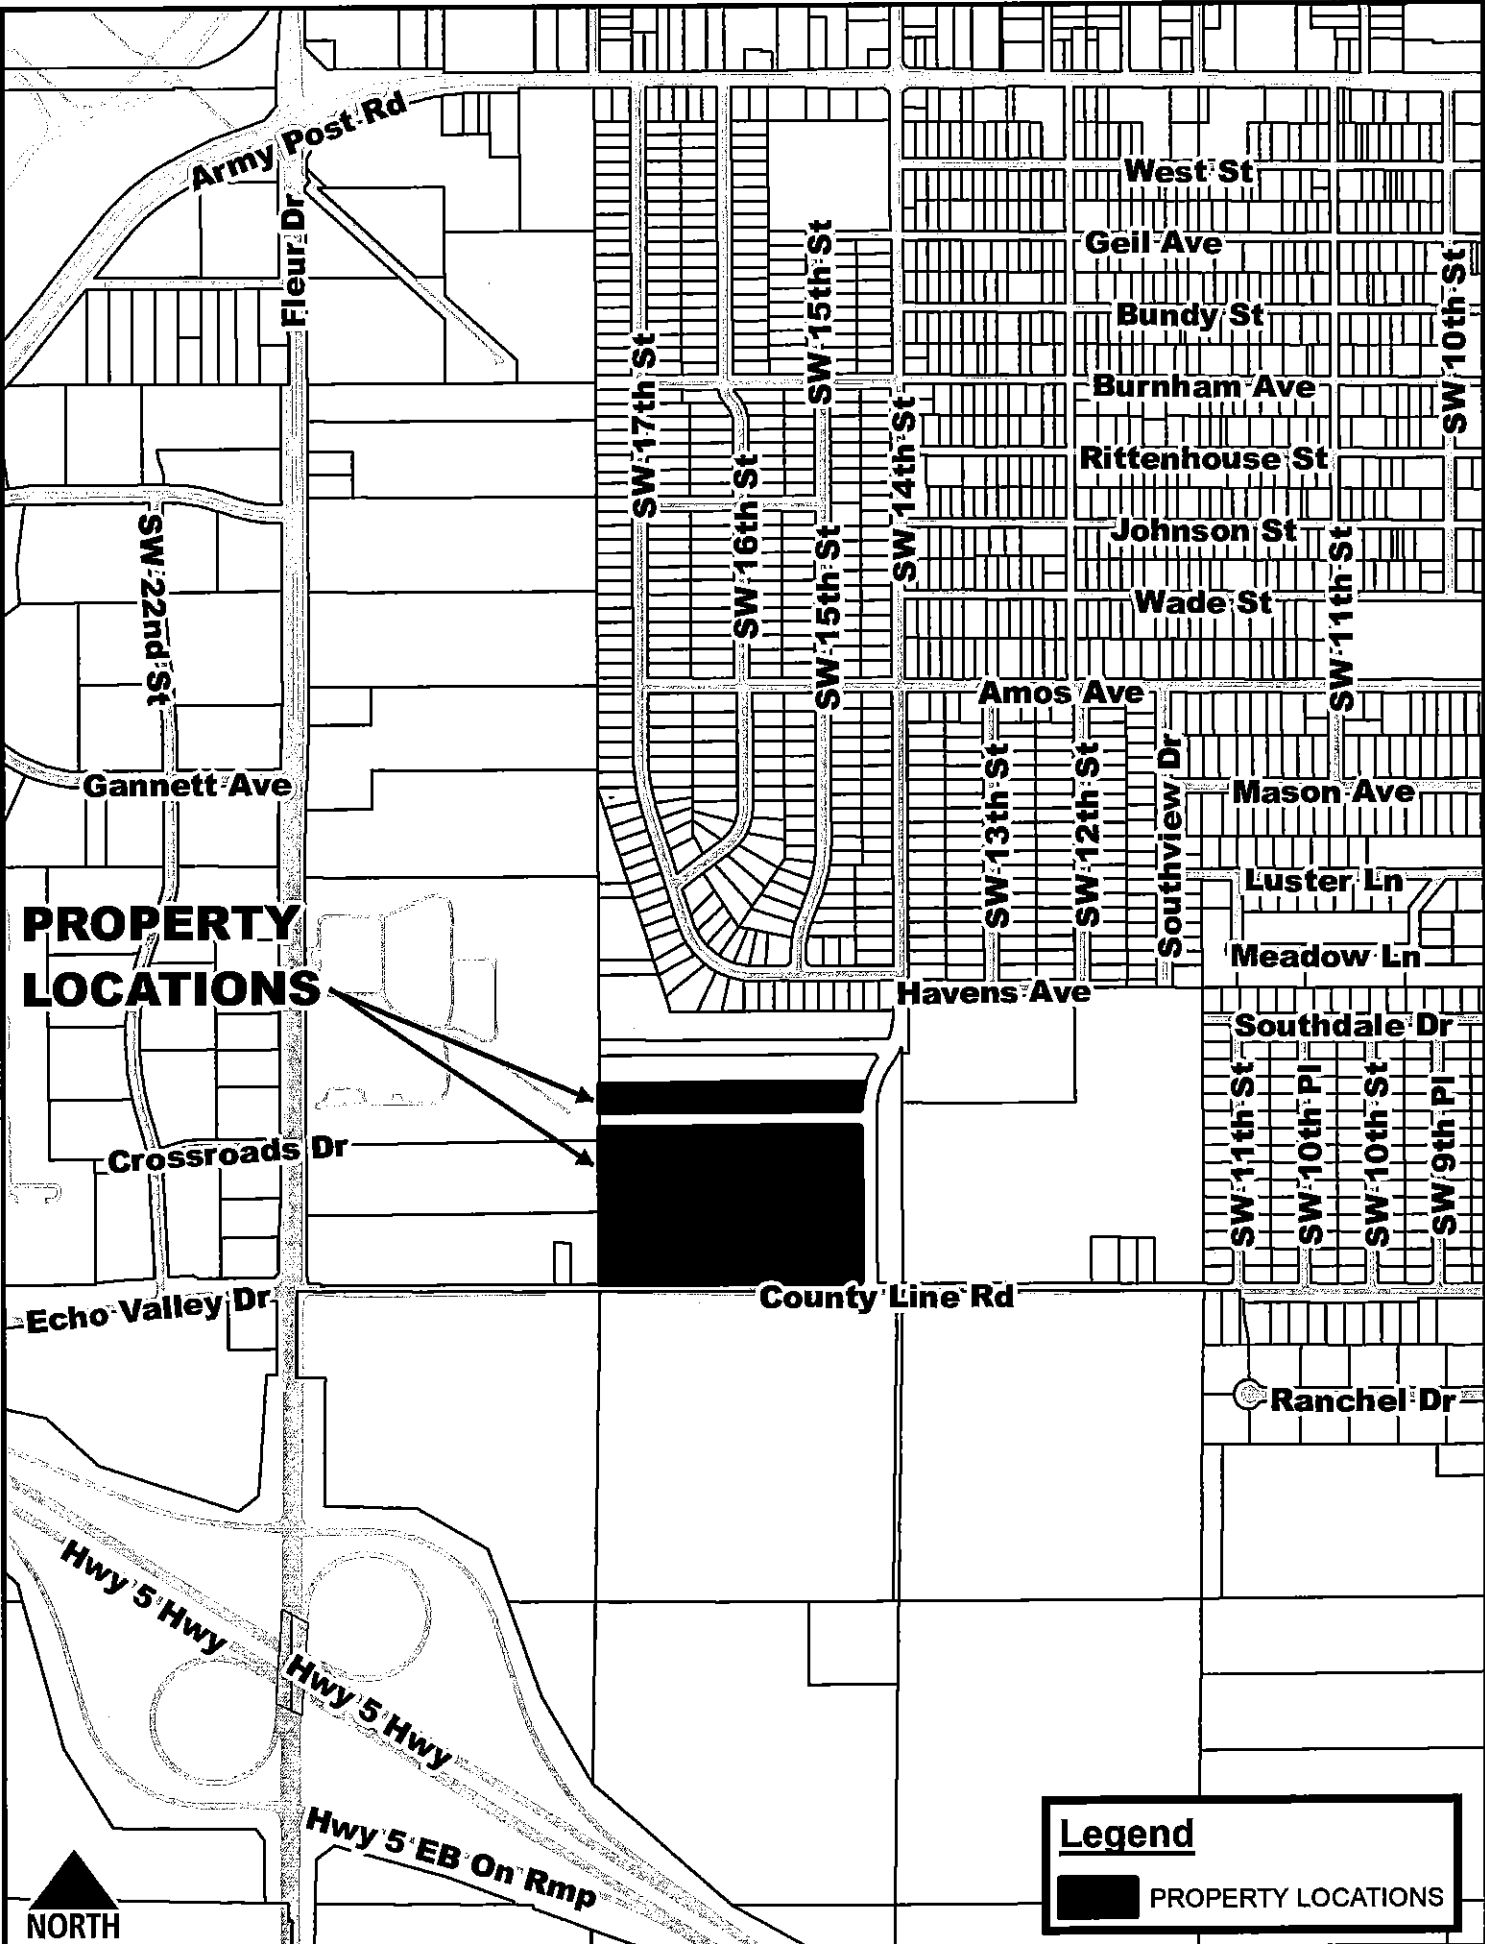 Army Post Rd
West St
Fleur Dr
Geil Ave
SW 15th St
SW 10th St
Bundy St
SW 17th St
Burnham Ave
SW 14th St
Rittenhouse St
SW 16th St
SW 22nd St
Johnson St
SW 15th St
SW 11th St
Wade St
Amos Ave
Gannett Ave
SW 13th St
SW 12th St
Southview Dr
Mason Ave
Luster Ln
PROPERTY
LOCATIONS
Meadow Ln
Havens Ave
Southdale Dr
SW 11th St
SW 10th Pl
SW 10th St
SW 9th Pl
Crossroads Dr
Echo Valley Dr
County Line Rd
Ranchel Dr
Hwy 5 Hwy
Hwy 5 Hwy
Hwy 5 EB On Rmp
Legend
PROPERTY LOCATIONS
NORTH